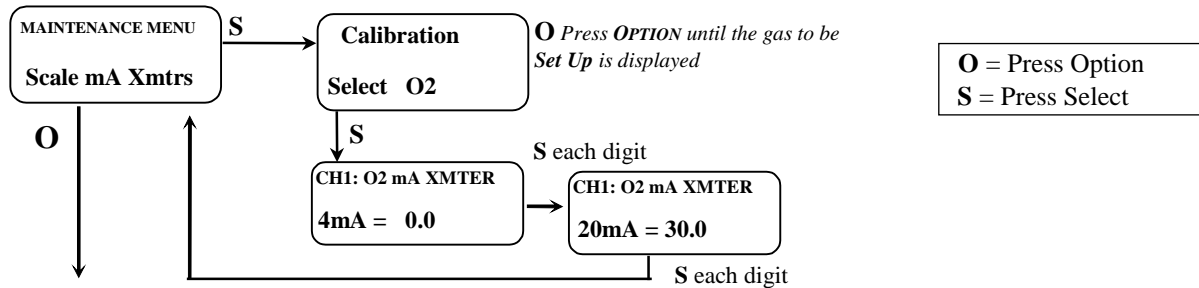 MAINTENANCE MENU
Scale mA Xmtrs
S
Calibration
Select O2
O Press OPTION until the gas to be
Set Up is displayed
O = Press Option
S = Press Select
O
S
S each digit
CH1: O2 mA XMTER
4mA = 0.0
CH1: O2 mA XMTER
20mA = 30.0
S each digit